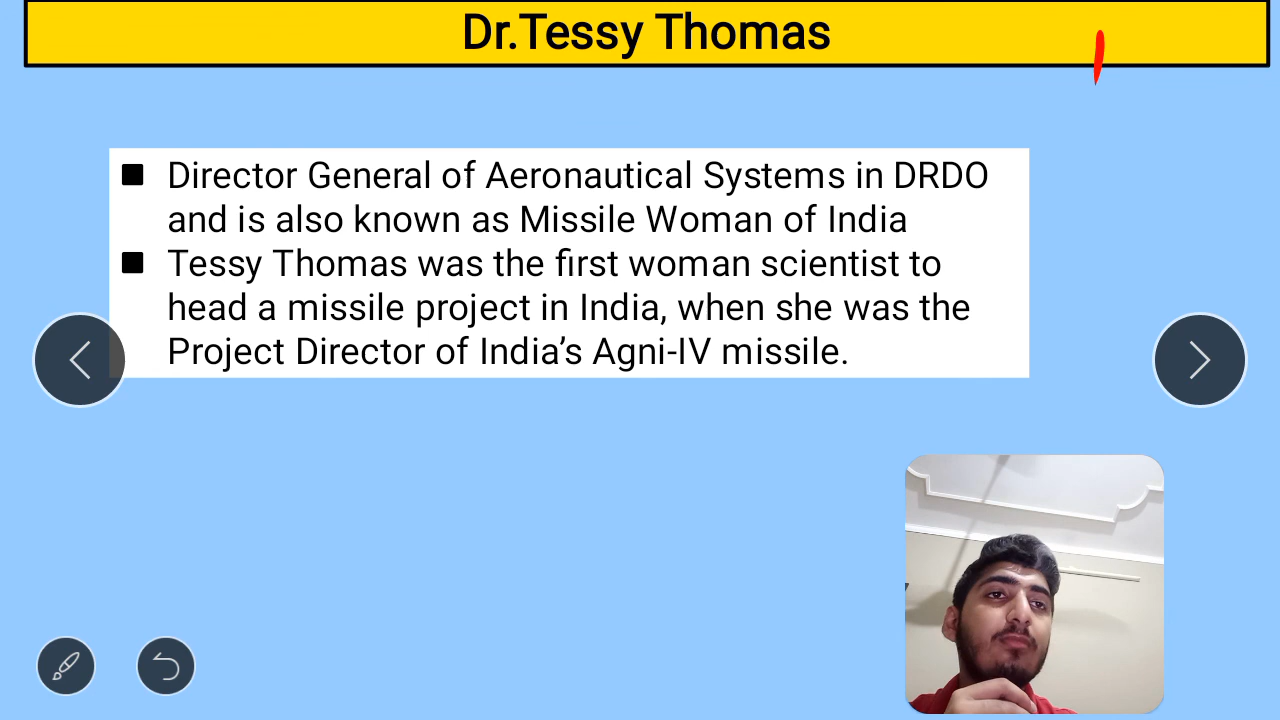 Dr.Tessy Thomas
Director General of Aeronautical Systems in DRDO
and is also known as Missile Woman of India
Tessy Thomas was the first woman scientist to
head a missile project in India, when she was the
Project Director of India’s Agni-IV missile.